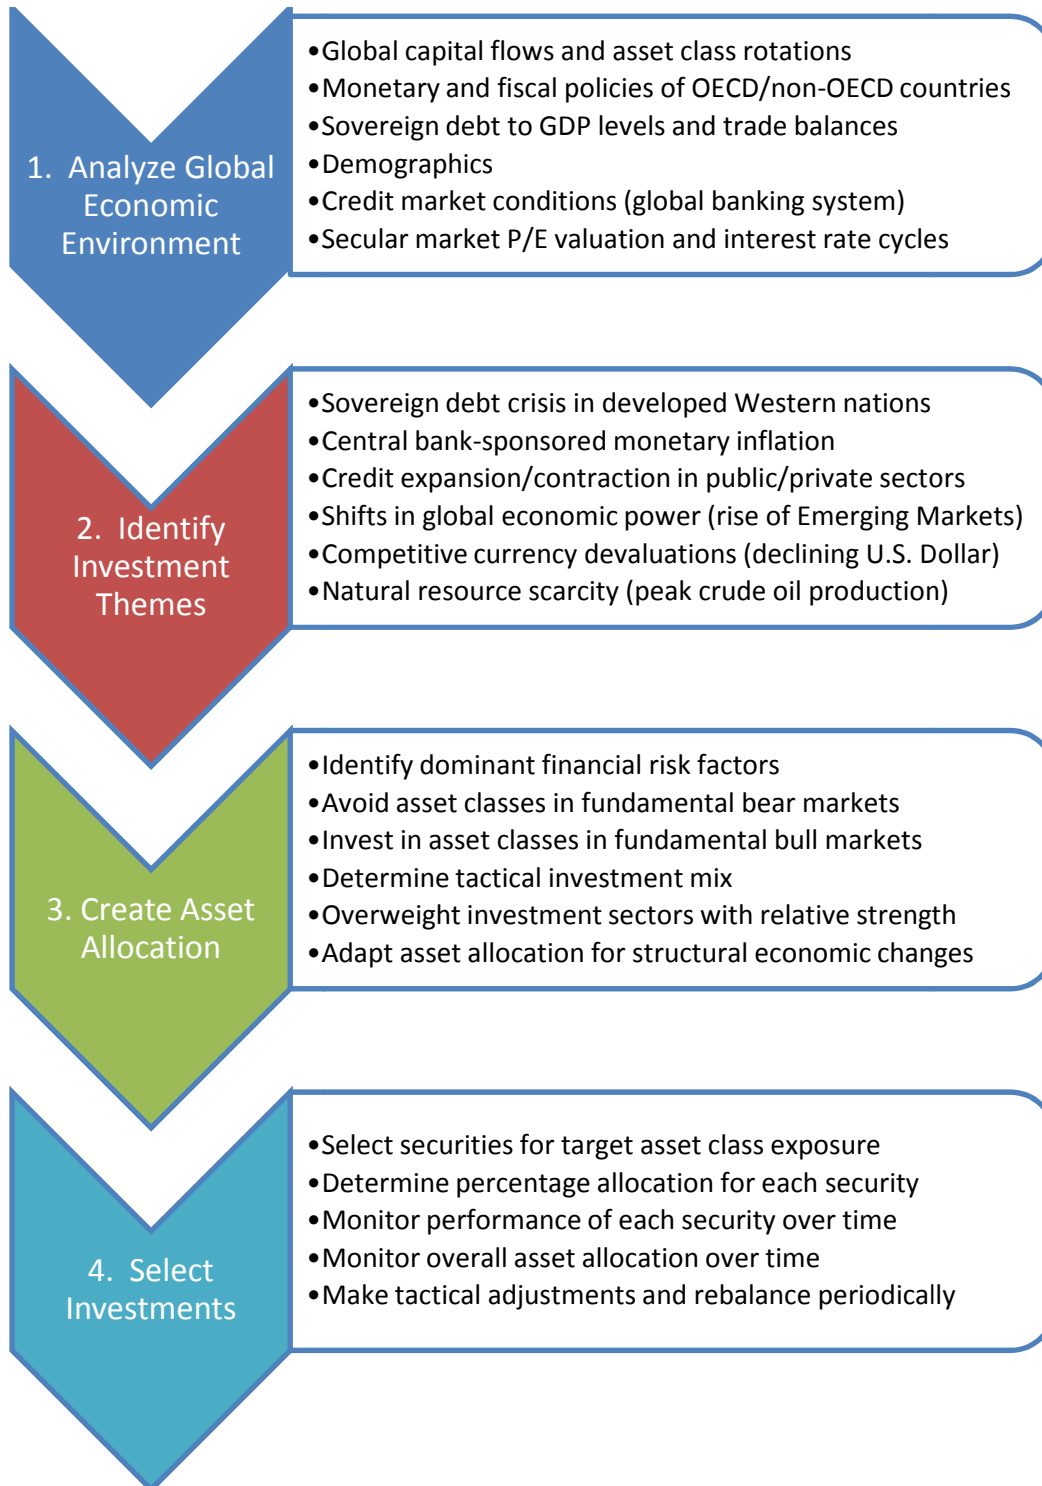 1. Analyze Global
Economic
Environment
•Global capital flows and asset class rotations
•Monetary and fiscal policies of OECD/non-OECD countries
•Sovereign debt to GDP levels and trade balances
•Demographics
•Credit market conditions (global banking system)
•Secular market P/E valuation and interest rate cycles
2. Identify
Investment
Themes
•Sovereign debt crisis in developed Western nations
•Central bank-sponsored monetary inflation
•Credit expansion/contraction in public/private sectors
•Shifts in global economic power (rise of Emerging Markets)
•Competitive currency devaluations (declining U.S. Dollar)
•Natural resource scarcity (peak crude oil production)
3. Create Asset
Allocation
•Identify dominant financial risk factors
•Avoid asset classes in fundamental bear markets
•Invest in asset classes in fundamental bull markets
•Determine tactical investment mix
•Overweight investment sectors with relative strength
•Adapt asset allocation for structural economic changes
4. Select
Investments
•Select securities for target asset class exposure
•Determine percentage allocation for each security
•Monitor performance of each security over time
•Monitor overall asset allocation over time
•Make tactical adjustments and rebalance periodically